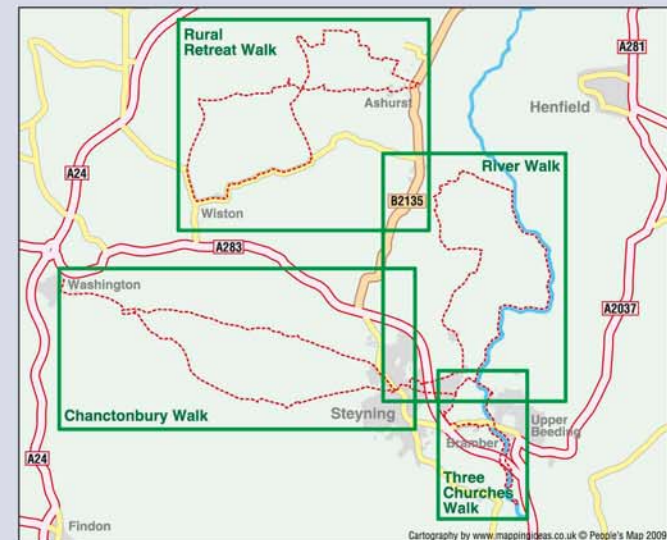 Rural
Retreat Walk
A281
Ashurst
Henfield
River Walk
A24
B2135
Wiston
A283
Washington
A2037
Chanctonbury Walk
Steyning
Upper
Beeding
Bramber
Three
Churches
Walk
A24
Findon
Cartography by www.mappingideas.co.uk © People's Map 2009